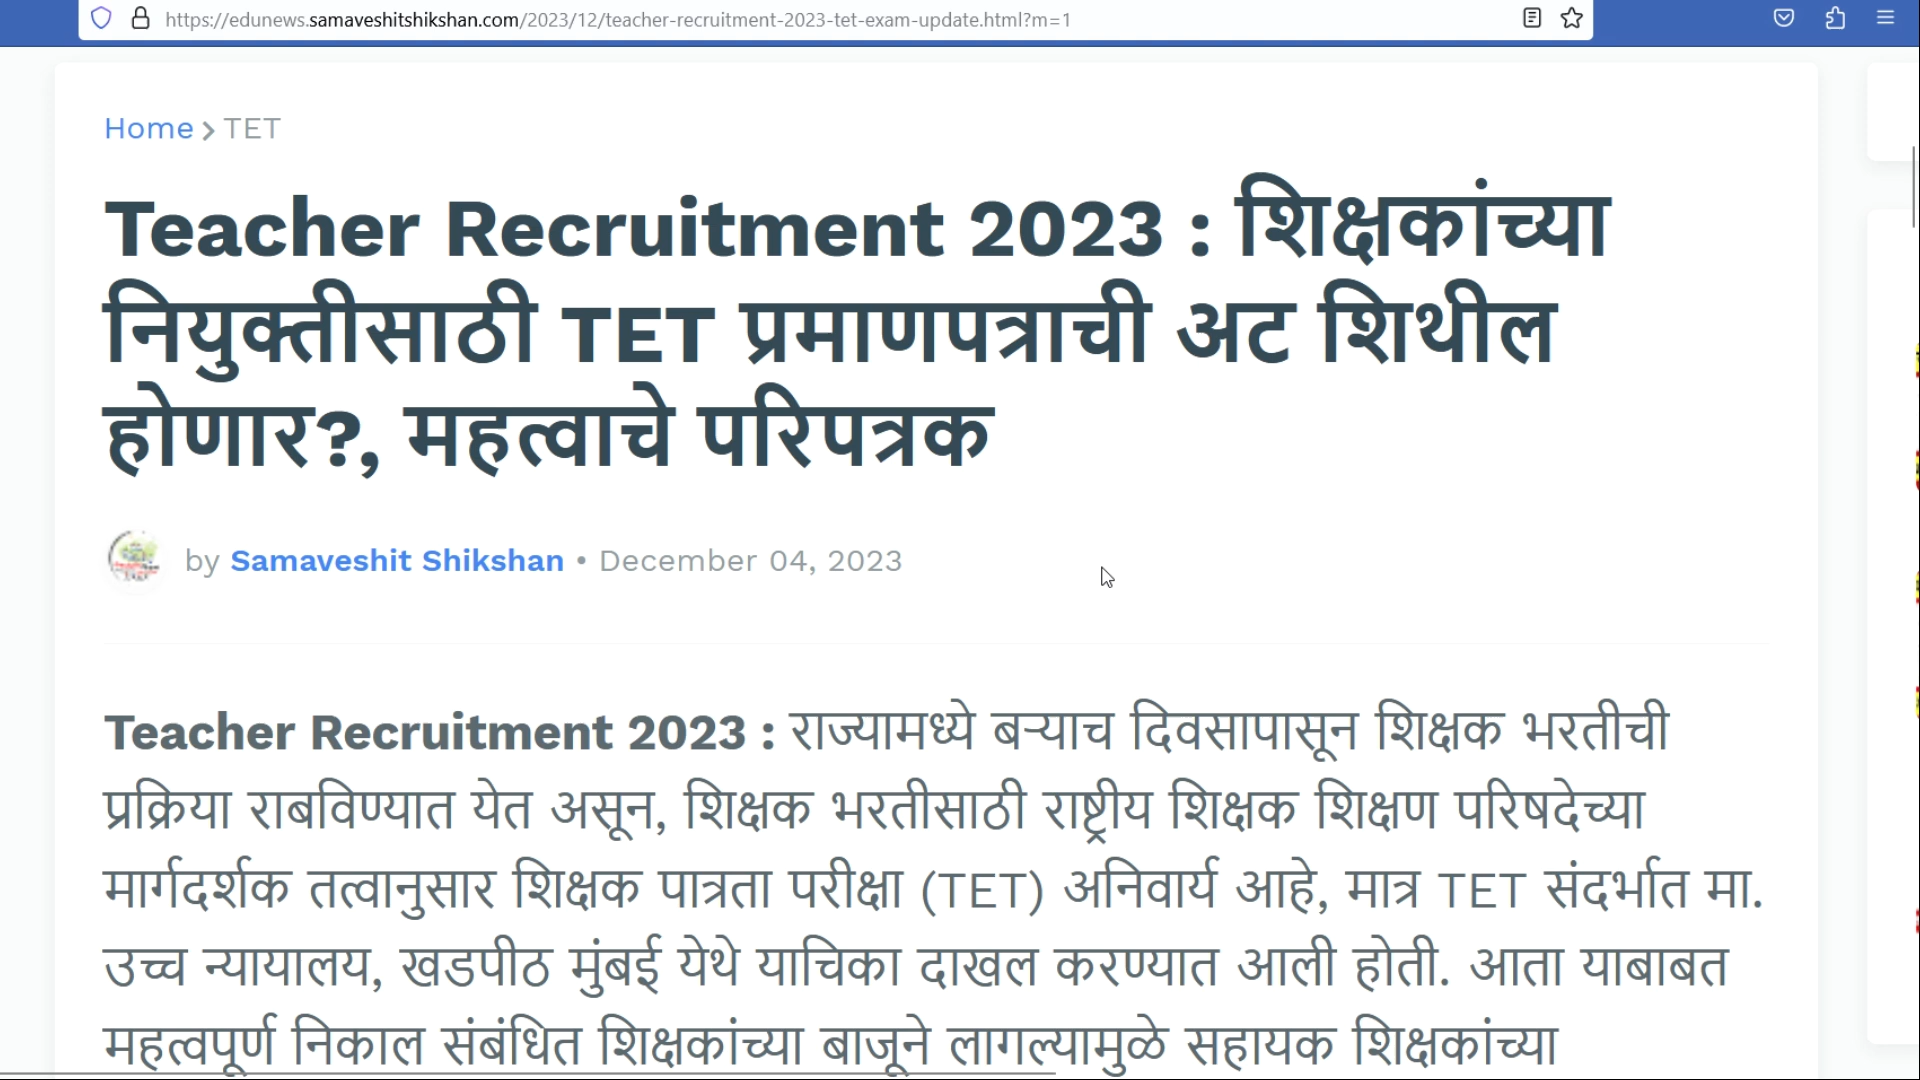 https://edunews.samaveshitshikshan.com/2023/12/teacher-recruitment-2023-tet-exam-update.html?m=1
Home > TET
Teacher Recruitment 2023 : शिक्षकांच्या
नियुक्तीसाठी TET प्रमाणपत्राची अट शिथील
होणार?, महत्वाचे परिपत्रक
by Samaveshit Shikshan • December 04, 2023
Teacher Recruitment 2023 : राज्यामध्ये बऱ्याच दिवसापासून शिक्षक भरतीची
प्रक्रिया राबविण्यात येत असून, शिक्षक भरतीसाठी राष्ट्रीय शिक्षक शिक्षण परिषदेच्या
मार्गदर्शक तत्वानुसार शिक्षक पात्रता परीक्षा (TET) अनिवार्य आहे, मात्र TET संदर्भात मा.
उच्च न्यायालय, खडपीठ मुंबई येथे याचिका दाखल करण्यात आली होती. आता याबाबत
महत्वपूर्ण निकाल संबंधित शिक्षकांच्या बाजूने लागल्यामुळे सहायक शिक्षकांच्या